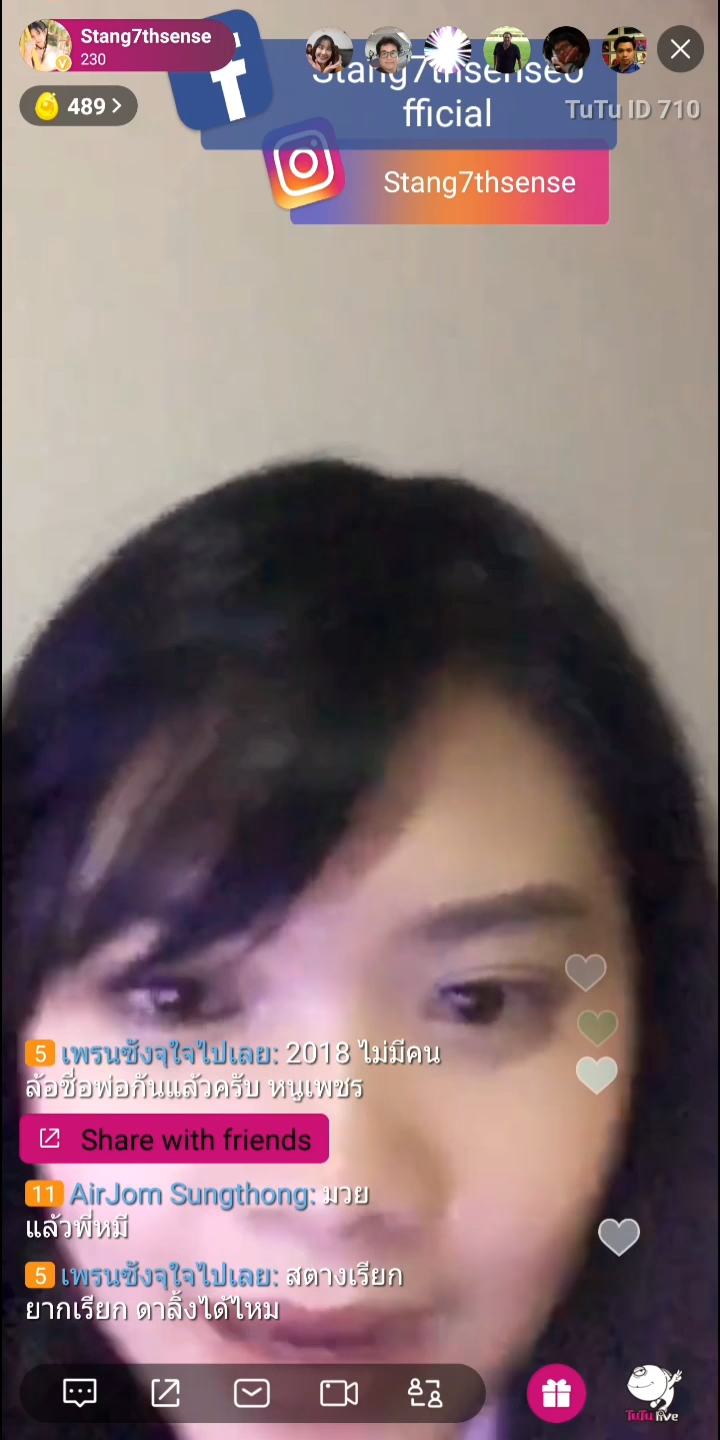 Stang7thsense
230
489
Stang7thsenseo
fficial
TuTu ID 710
Stang7thsense
5 เพรนซังจุใจไปเลย: 2018 ไม่มีคน
ล้อชื่อพ่อกันแล้วครับ หนูเพชร
Share with friends
11 AirJom Sungthong: มวย
แล้วพี่หมี
5 เพรนซังจุใจไปเลย: สตางเรียก
ยากเรียก ดาลิ้งได้ไหม
TuTu live